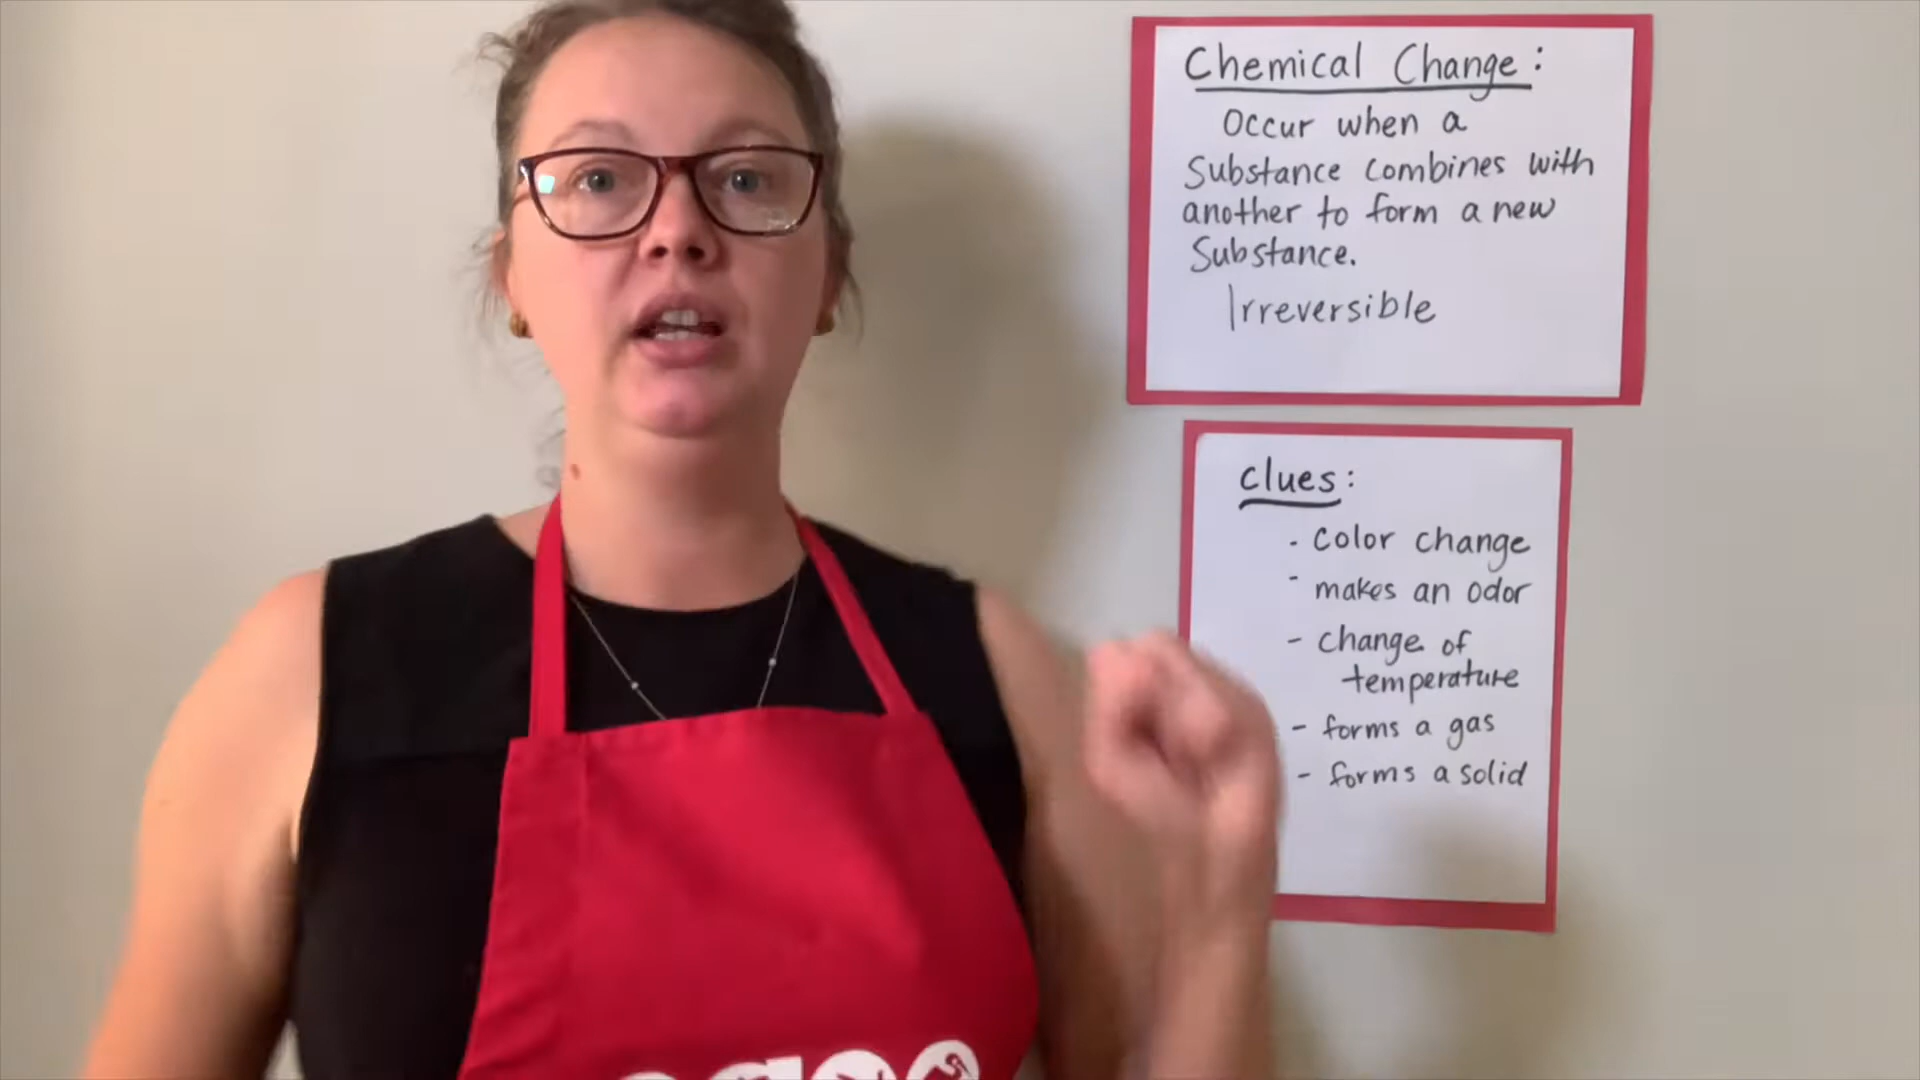 Chemical Change:
Occur when a
Substance combines with
another to form a new
Substance.
Irreversible
Clues:
- color change
- makes an odor
- change of
temperature
- forms a gas
- forms a solid